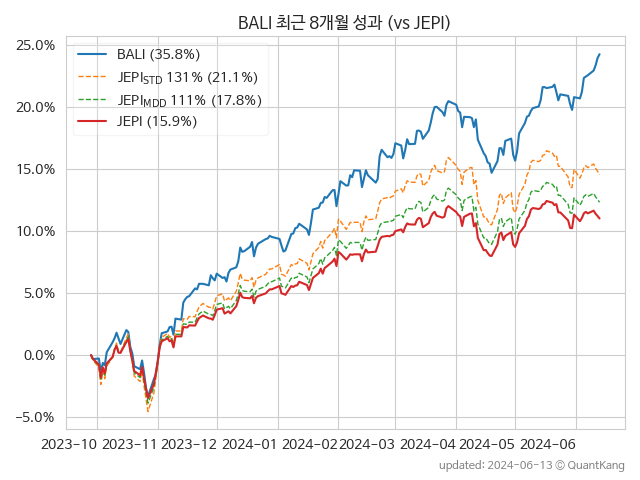 BALI 최근 8개월 성과 (vs JEPI)
25.0%
20.0%
15.0%
10.0%
5.0%
0.0%
−5.0%
BALI (35.8%)
JEPI_STD 131% (21.1%)
JEPI_MDD 111% (17.8%)
JEPI (15.9%)
2023-10 2023-11 2023-12 2024-01 2024-02 2024-03 2024-04 2024-05 2024-06
updated: 2024-06-13 © QuantKang